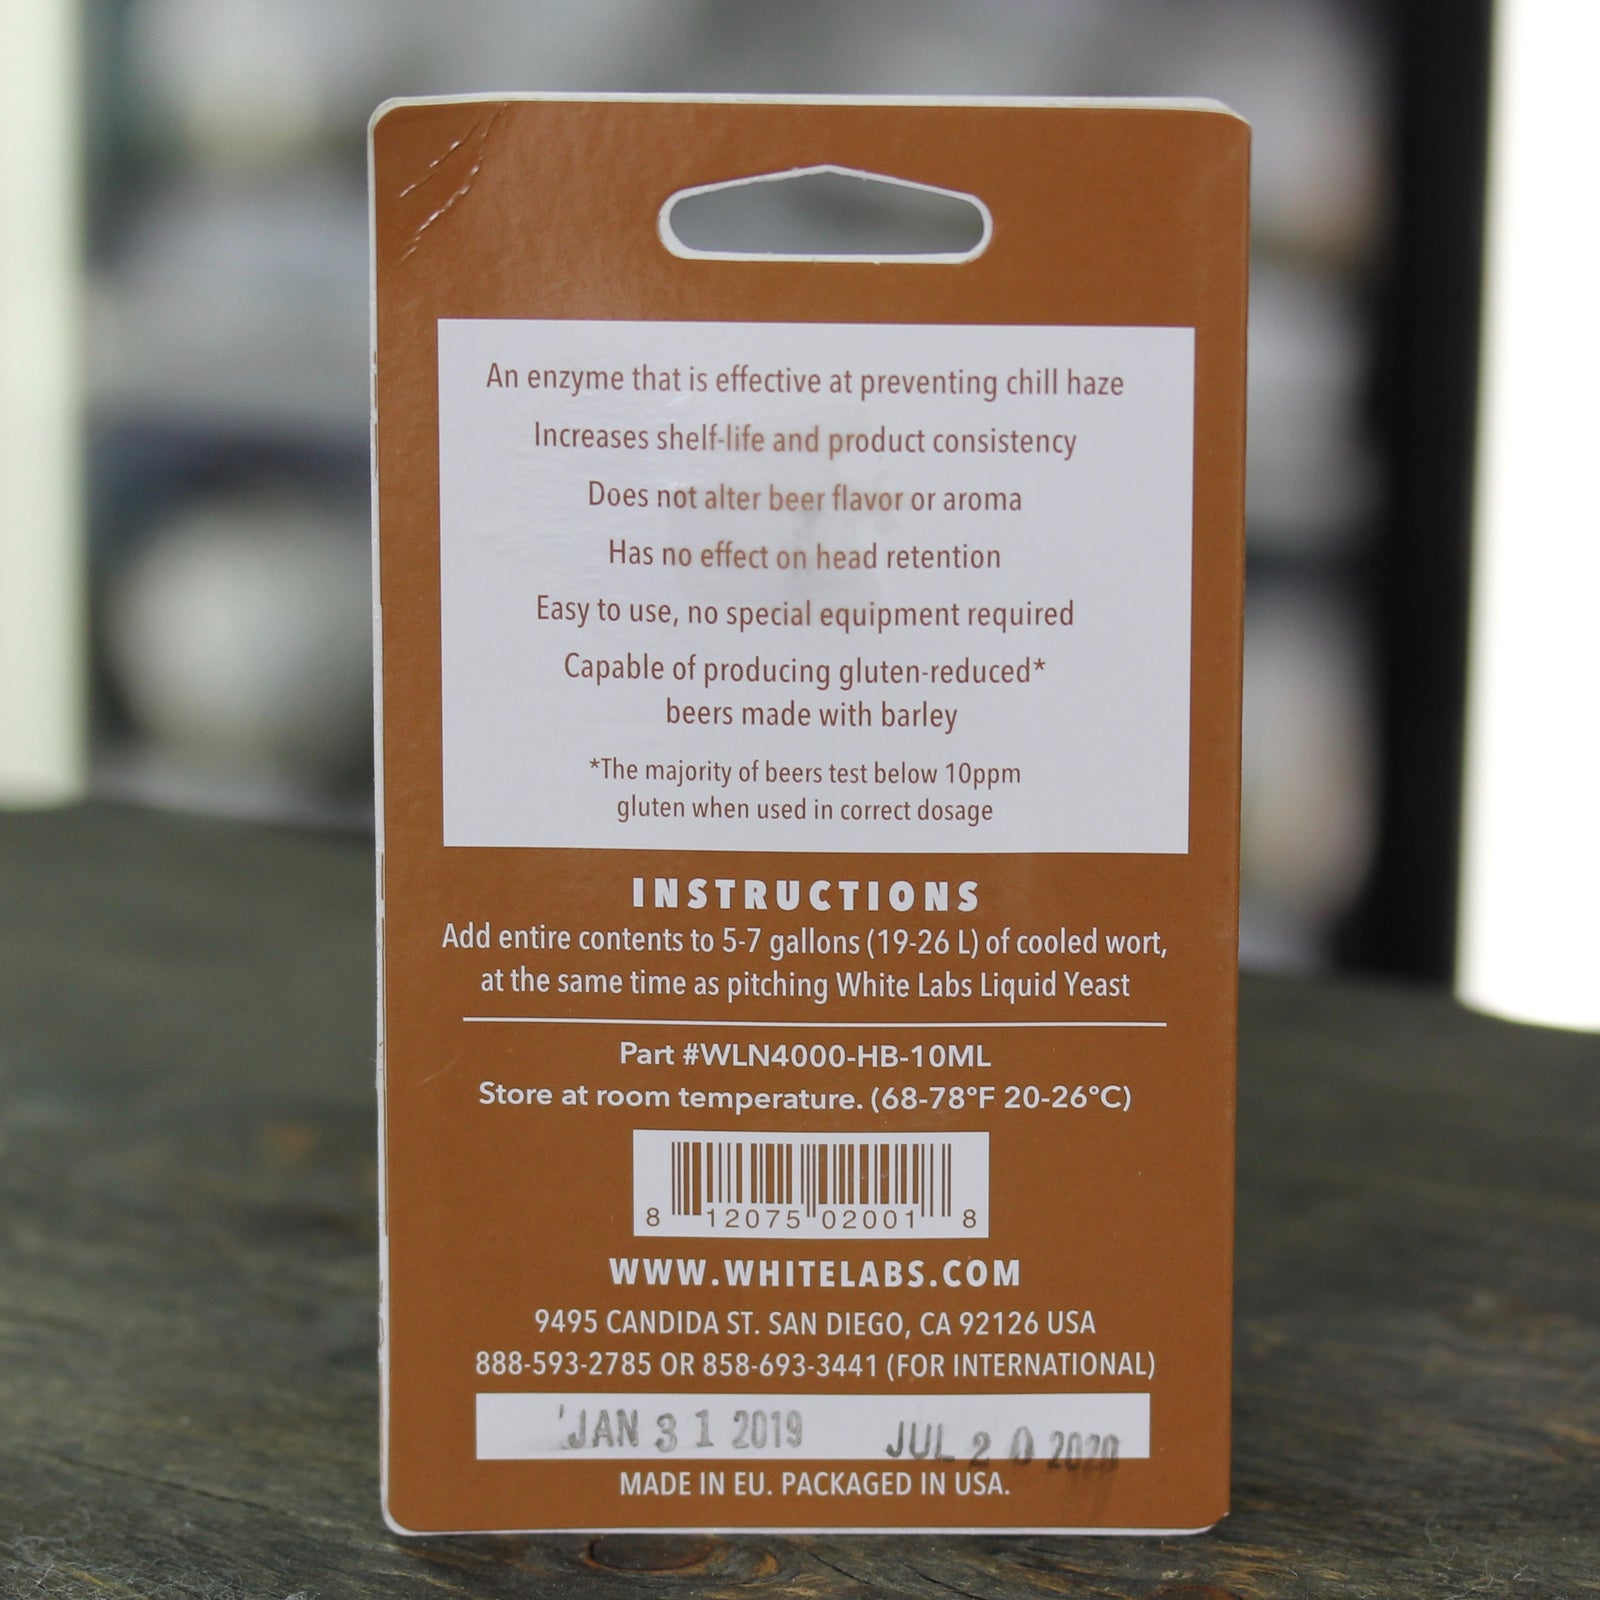 An enzyme that is effective at preventing chill haze
Increases shelf-life and product consistency
Does not alter beer flavor or aroma
Has no effect on head retention
Easy to use, no special equipment required
Capable of producing gluten-reduced*
beers made with barley
*The majority of beers test below 10ppm
gluten when used in correct dosage
INSTRUCTIONS
Add entire contents to 5-7 gallons (19-26 L) of cooled wort,
at the same time as pitching White Labs Liquid Yeast
Part #WLN4000-HB-10ML
Store at room temperature. (68-78°F 20-26°C)
8 12075 02001 8
WWW.WHITELABS.COM
9495 CANDIDA ST. SAN DIEGO, CA 92126 USA
888-593-2785 OR 858-693-3441 (FOR INTERNATIONAL)
JAN 31 2019 JUL 20 2020
MADE IN EU. PACKAGED IN USA.